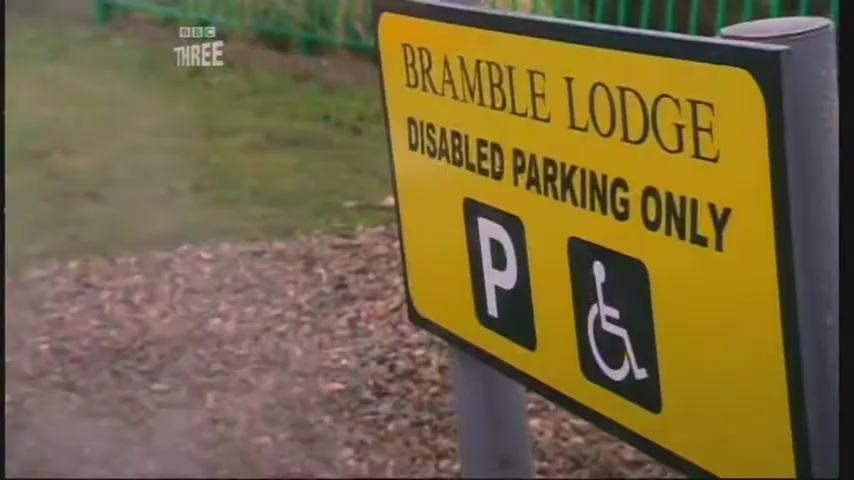 BBC
THREE
BRAMBLE LODGE
DISABLED PARKING ONLY
P